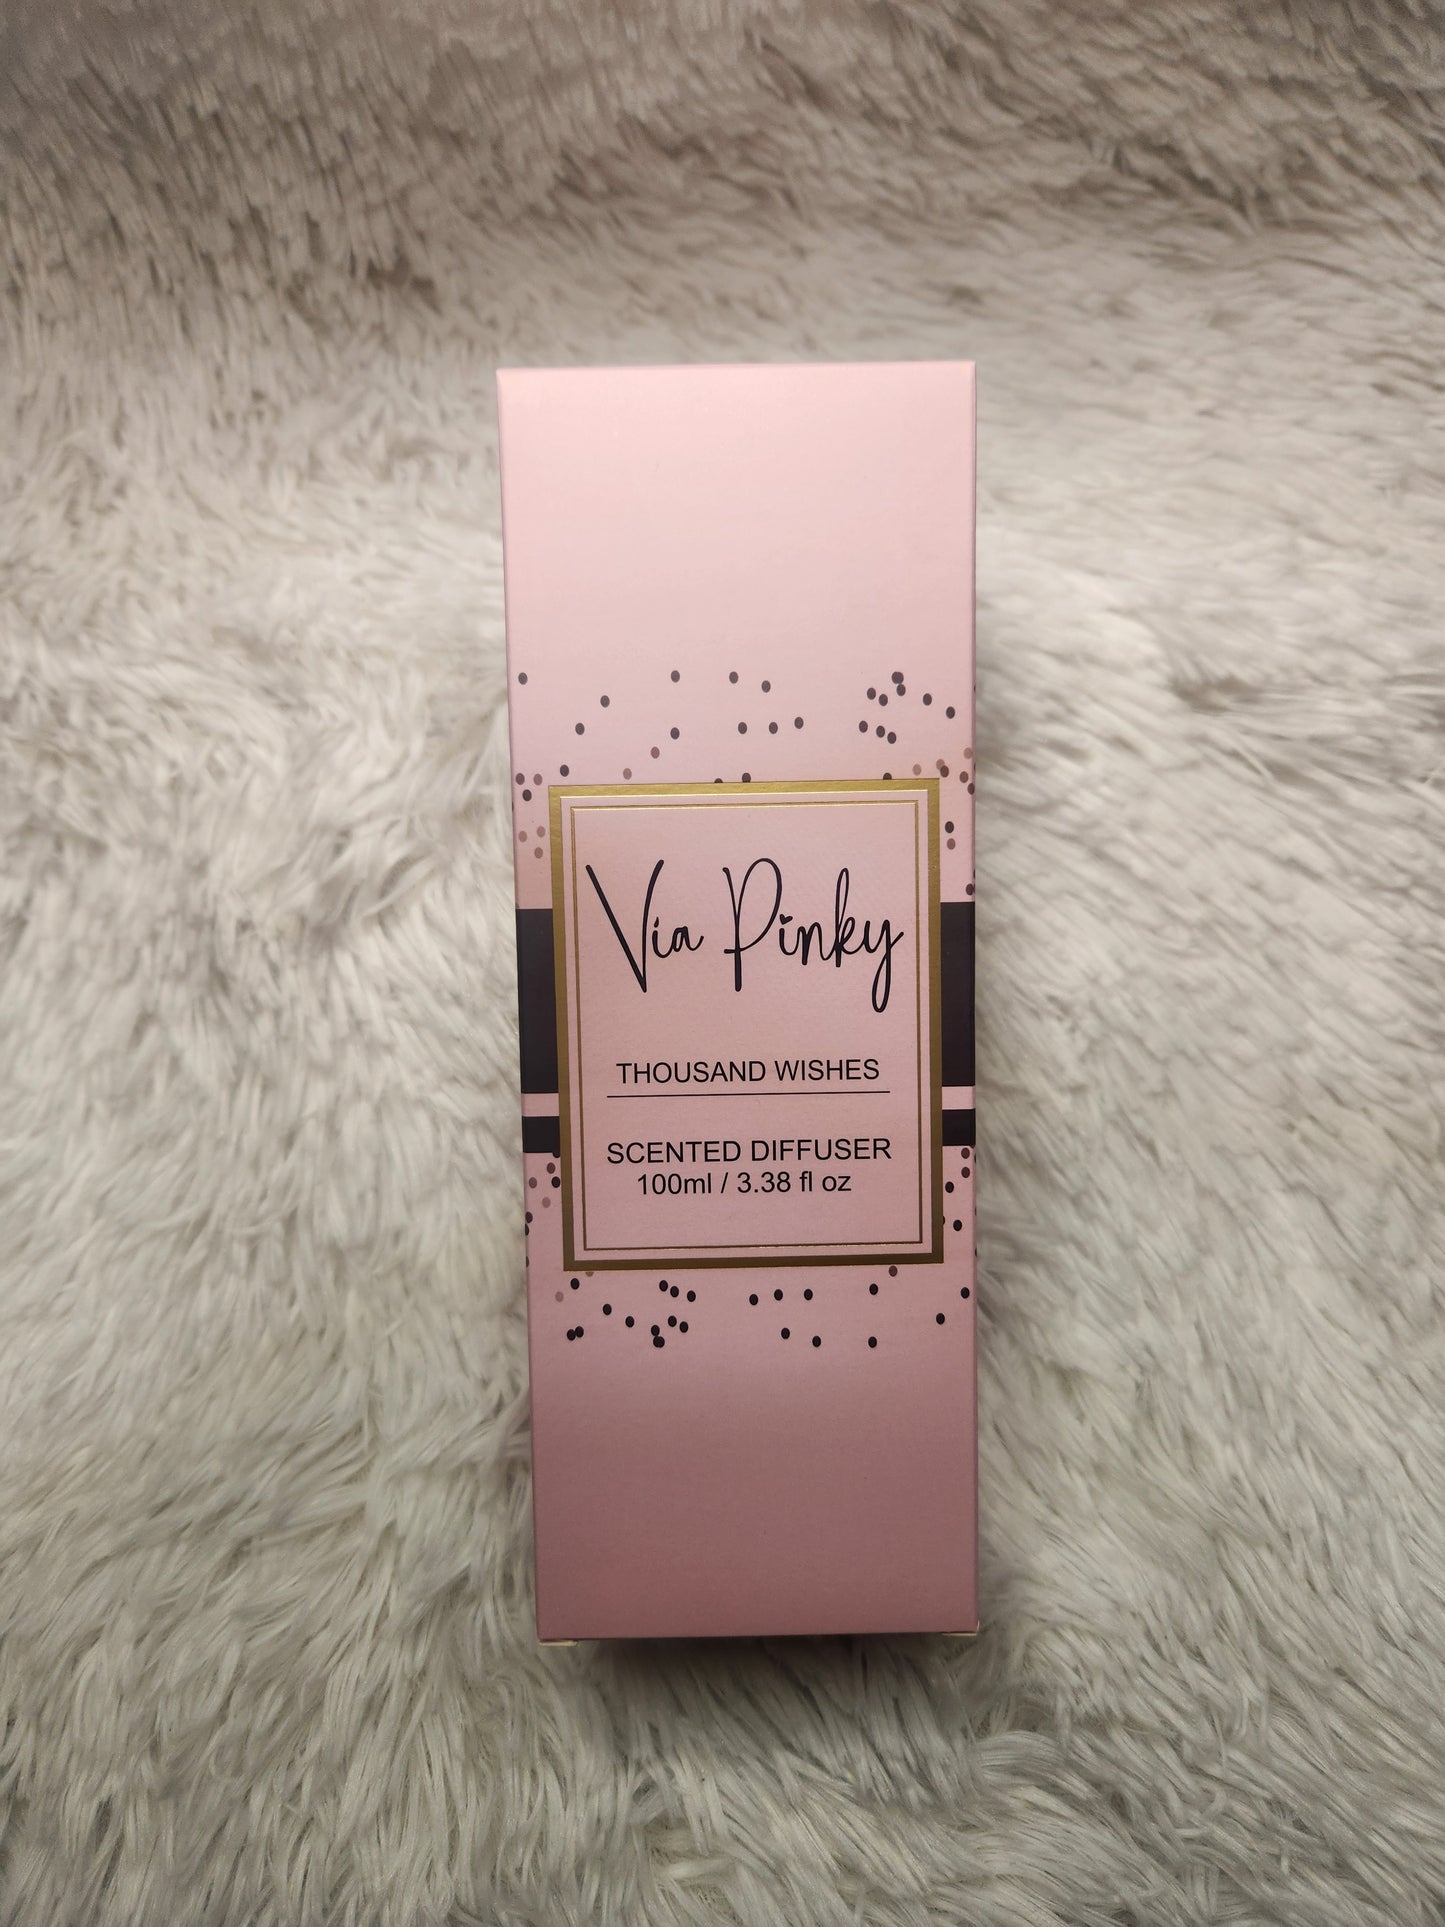 Via Pinky
THOUSAND WISHES
SCENTED DIFFUSER
100ml / 3.38 fl oz